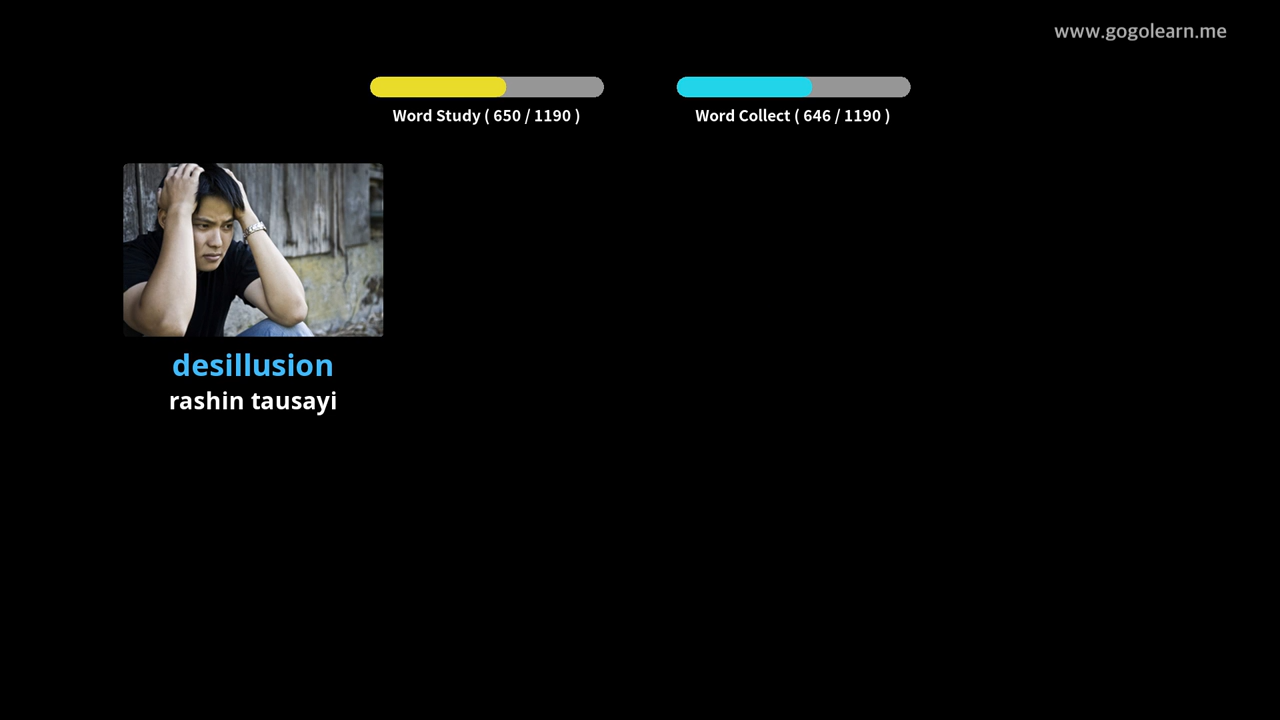 www.gogolearn.me
Word Study ( 650 / 1190 )
Word Collect ( 646 / 1190 )
desillusion
rashin tausayi